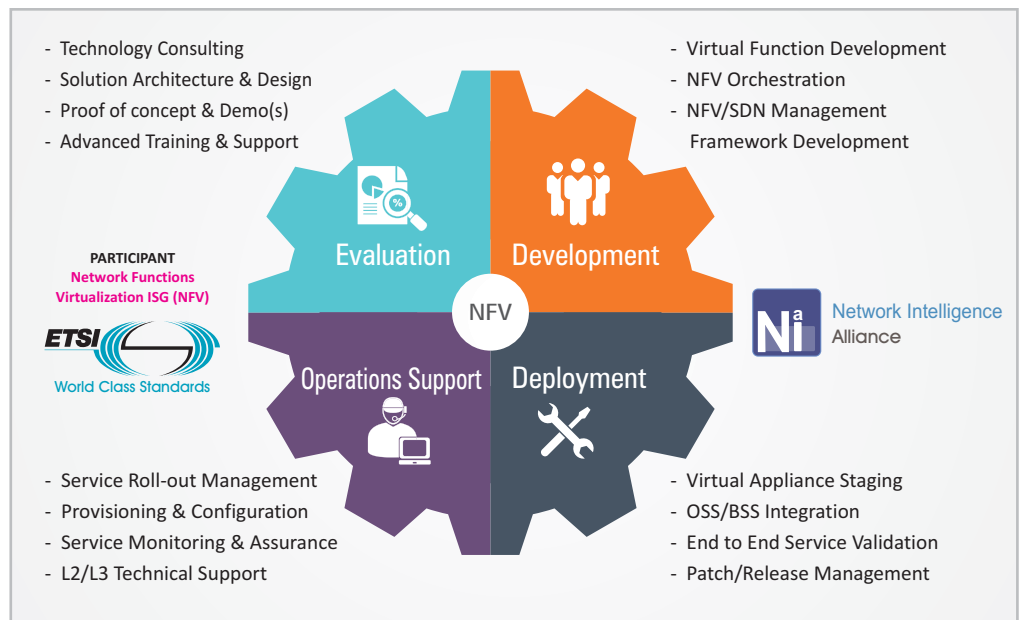 - Technology Consulting
- Solution Architecture & Design
- Proof of concept & Demo(s)
- Advanced Training & Support
- Virtual Function Development
- NFV Orchestration
- NFV/SDN Management
Framework Development
%
Evaluation
Development
PARTICIPANT
Network Functions
Virtualization ISG (NFV)
ETSI
World Class Standards
NFV
Nia
Network Intelligence
Alliance
Operations Support
Deployment
- Service Roll-out Management
- Provisioning & Configuration
- Service Monitoring & Assurance
- L2/L3 Technical Support
- Virtual Appliance Staging
- OSS/BSS Integration
- End to End Service Validation
- Patch/Release Management